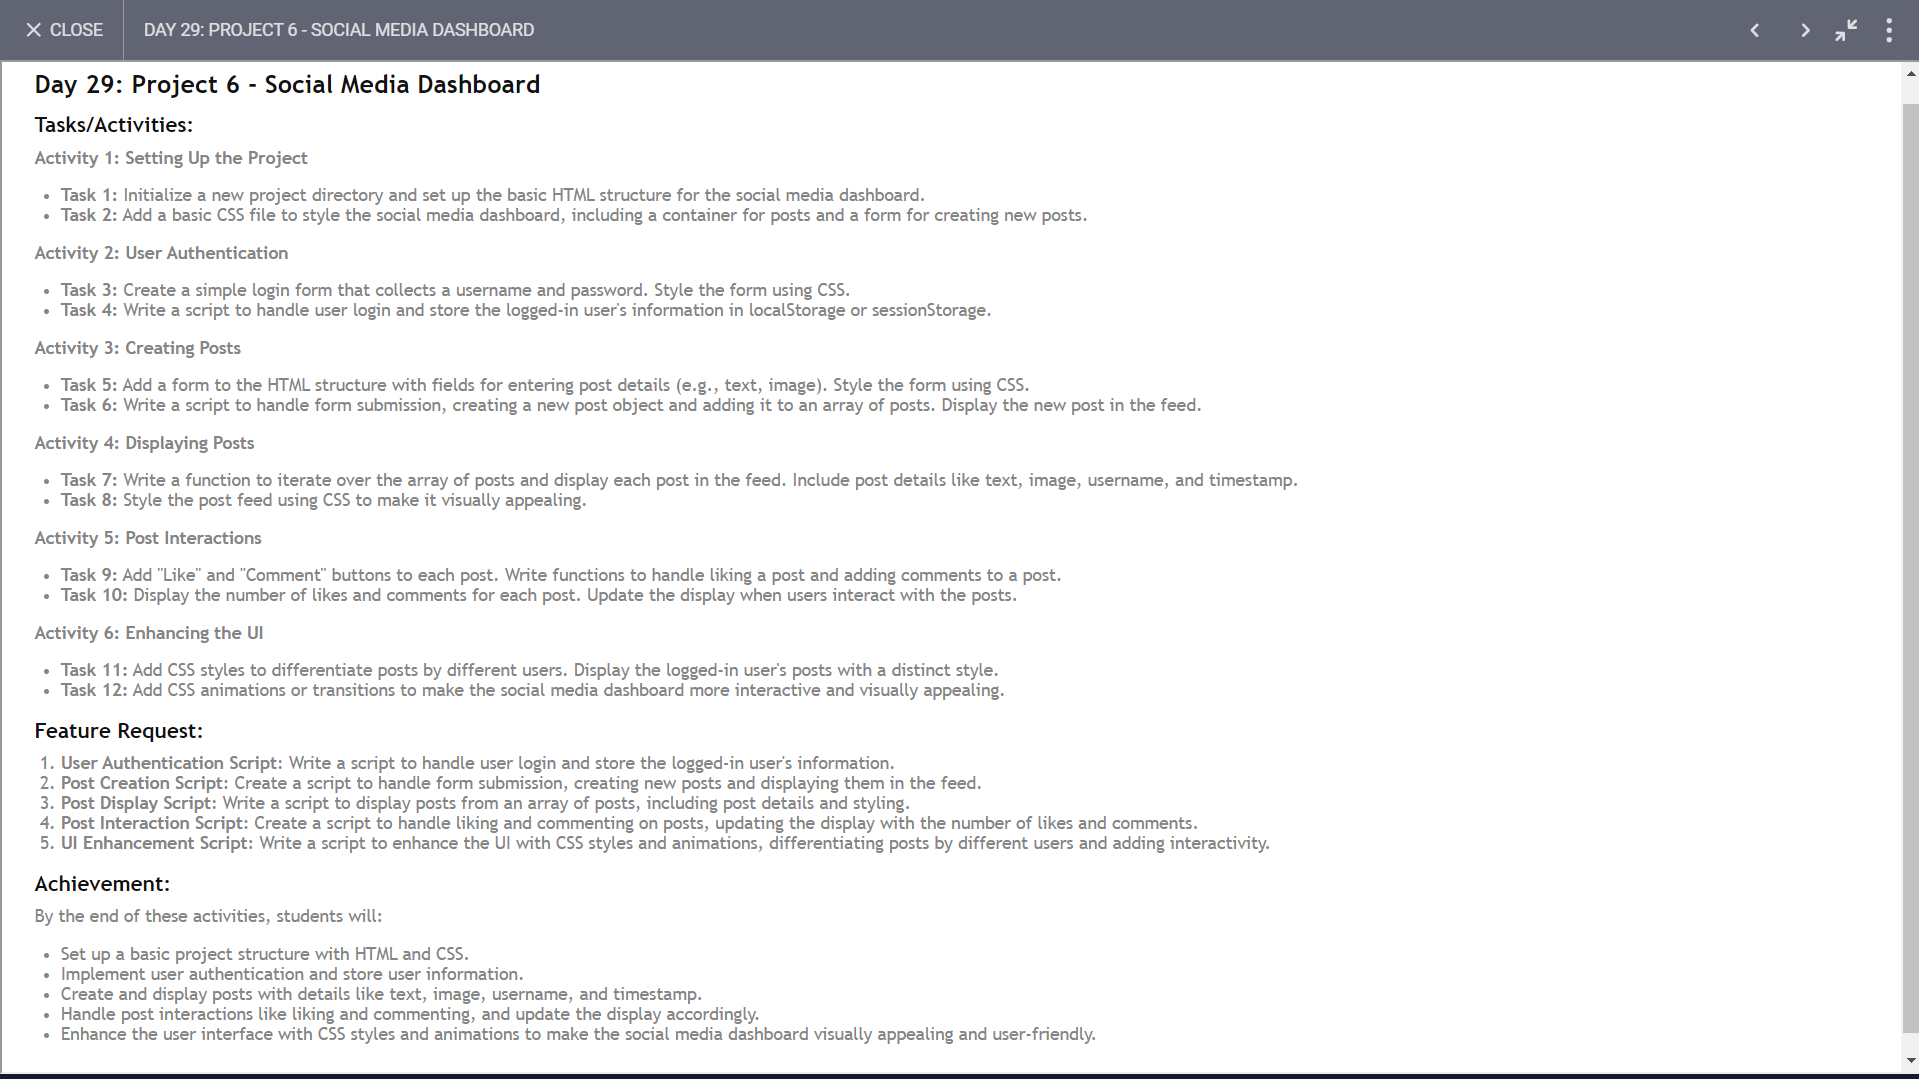 CLOSE
DAY 29: PROJECT 6 - SOCIAL MEDIA DASHBOARD
Day 29: Project 6 - Social Media Dashboard
Tasks/Activities:
Activity 1: Setting Up the Project
• Task 1: Initialize a new project directory and set up the basic HTML structure for the social media dashboard.
• Task 2: Add a basic CSS file to style the social media dashboard, including a container for posts and a form for creating new posts.
Activity 2: User Authentication
• Task 3: Create a simple login form that collects a username and password. Style the form using CSS.
• Task 4: Write a script to handle user login and store the logged-in user's information in localStorage or sessionStorage.
Activity 3: Creating Posts
• Task 5: Add a form to the HTML structure with fields for entering post details (e.g., text, image). Style the form using CSS.
• Task 6: Write a script to handle form submission, creating a new post object and adding it to an array of posts. Display the new post in the feed.
Activity 4: Displaying Posts
• Task 7: Write a function to iterate over the array of posts and display each post in the feed. Include post details like text, image, username, and timestamp.
• Task 8: Style the post feed using CSS to make it visually appealing.
Activity 5: Post Interactions
• Task 9: Add "Like" and "Comment" buttons to each post. Write functions to handle liking a post and adding comments to a post.
• Task 10: Display the number of likes and comments for each post. Update the display when users interact with the posts.
Activity 6: Enhancing the UI
• Task 11: Add CSS styles to differentiate posts by different users. Display the logged-in user's posts with a distinct style.
• Task 12: Add CSS animations or transitions to make the social media dashboard more interactive and visually appealing.
Feature Request:
1. User Authentication Script: Write a script to handle user login and store the logged-in user's information.
2. Post Creation Script: Create a script to handle form submission, creating new posts and displaying them in the feed.
3. Post Display Script: Write a script to display posts from an array of posts, including post details and styling.
4. Post Interaction Script: Create a script to handle liking and commenting on posts, updating the display with the number of likes and comments.
5. UI Enhancement Script: Write a script to enhance the UI with CSS styles and animations, differentiating posts by different users and adding interactivity.
Achievement:
By the end of these activities, students will:
• Set up a basic project structure with HTML and CSS.
• Implement user authentication and store user information.
• Create and display posts with details like text, image, username, and timestamp.
• Handle post interactions like liking and commenting, and update the display accordingly.
• Enhance the user interface with CSS styles and animations to make the social media dashboard visually appealing and user-friendly.